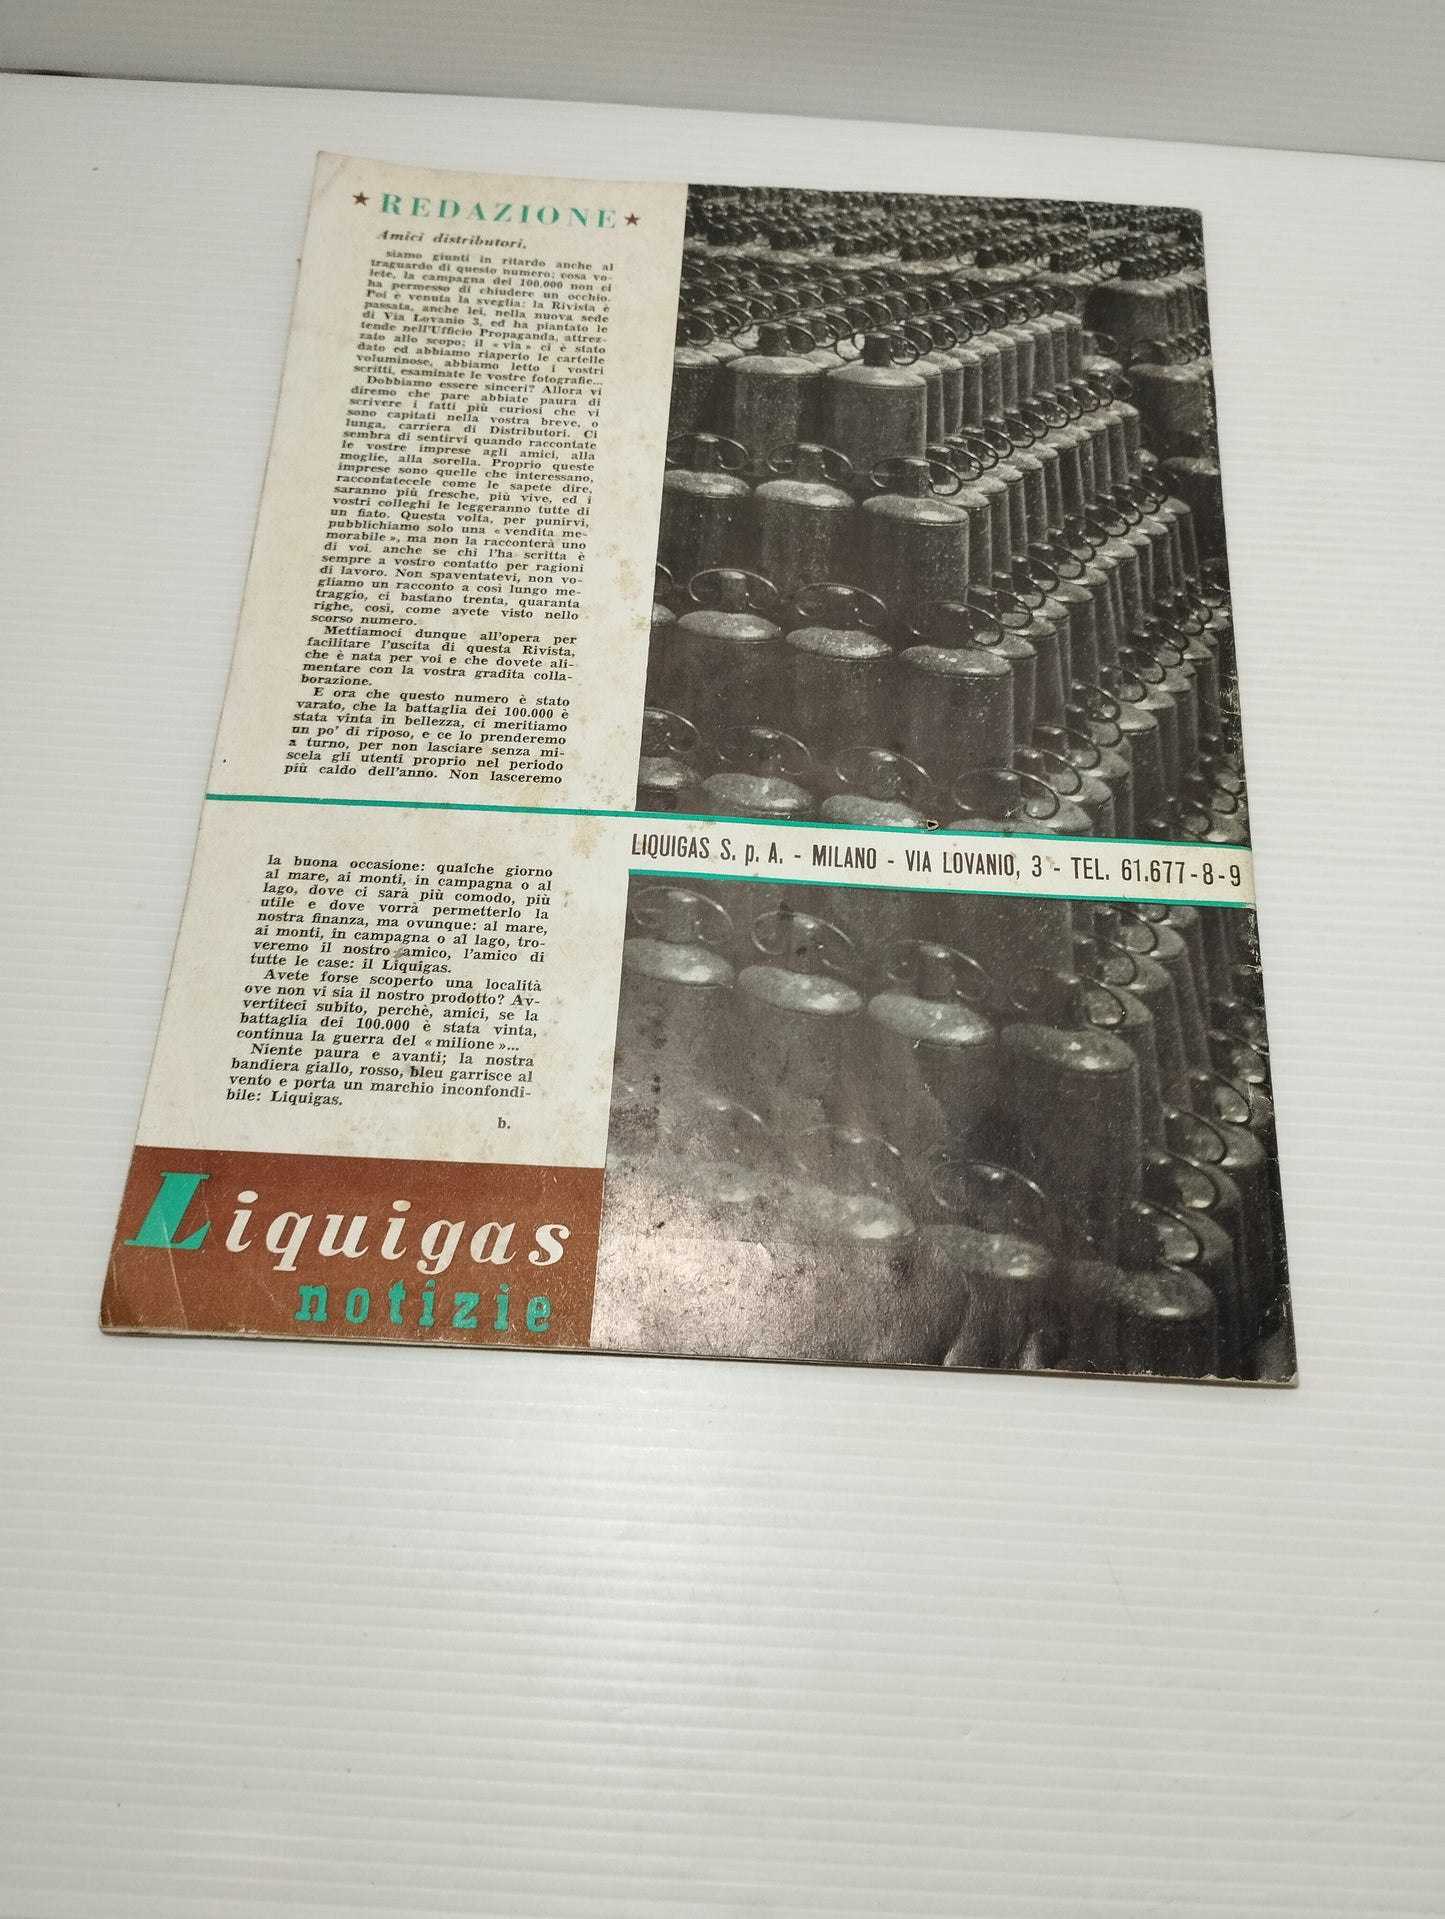 ★ REDAZIONE ★
Amici distributori,
siamo giunti in ritardo anche al
traguardo di questo numero; cosa vo-
lete, la campagna dei 100.000 non ci
ha permesso di chiudere un occhio.
Poi è venuta la sveglia: la Rivista è
passata, anche lei, nella nuova sede
di Via Lovanio 3, ed ha piantato le
tende nell'Ufficio Propaganda, attrez-
zato allo scopo; il « via » ci è stato
dato ed abbiamo riaperto le cartelle
voluminose, abbiamo letto i vostri
scritti, esaminate le vostre fotografie...
Dobbiamo essere sinceri? Allora vi
diremo che pare abbiate paura di
scrivere i fatti più curiosi che vi
sono capitati nella vostra breve, o
lunga, carriera di Distributori. Ci
sembra di sentirvi quando raccontate
le vostre imprese agli amici, alla
moglie, alla sorella. Proprio queste
imprese sono quelle che interessano,
raccontatecele come le sapete dire,
saranno più fresche, più vive, ed i
vostri colleghi le leggeranno tutte di
un fiato. Questa volta, per punirvi,
pubblichiamo solo una « vendita me-
morabile », ma non la racconterà uno
di voi, anche se chi l'ha scritta è
sempre a vostro contatto per ragioni
di lavoro. Non spaventatevi, non vo-
gliamo un racconto a così lungo me-
traggio, ci bastano trenta, quaranta
righe, così, come avete visto nello
scorso numero.
Mettiamoci dunque all'opera per
facilitare l'uscita di questa Rivista,
che è nata per voi e che dovete ali-
mentare con la vostra gradita colla-
borazione.
E ora che questo numero è stato
varato, che la battaglia dei 100.000 è
stata vinta in bellezza, ci meritiamo
un po' di riposo, e ce lo prenderemo
a turno, per non lasciare senza mi-
scela gli utenti proprio nel periodo
più caldo dell'anno. Non lasceremo
LIQUIGAS S. p. A. - MILANO - VIA LOVANIO, 3 - TEL. 61.677-8-9
la buona occasione: qualche giorno
al mare, ai monti, in campagna o al
lago, dove ci sarà più comodo, più
utile e dove vorrà permetterlo la
nostra finanza, ma ovunque: al mare,
ai monti, in campagna o al lago, tro-
veremo il nostro amico, l'amico di
tutte le case: il Liquigas.
Avete forse scoperto una località
ove non vi sia il nostro prodotto? Av-
vertiteci subito, perchè, amici, se la
battaglia dei 100.000 è stata vinta,
continua la guerra del « milione »...
Niente paura e avanti; la nostra
bandiera giallo, rosso, bleu garrisce al
vento e porta un marchio inconfondi-
bile: Liquigas.
b.
Liquigas
notizie